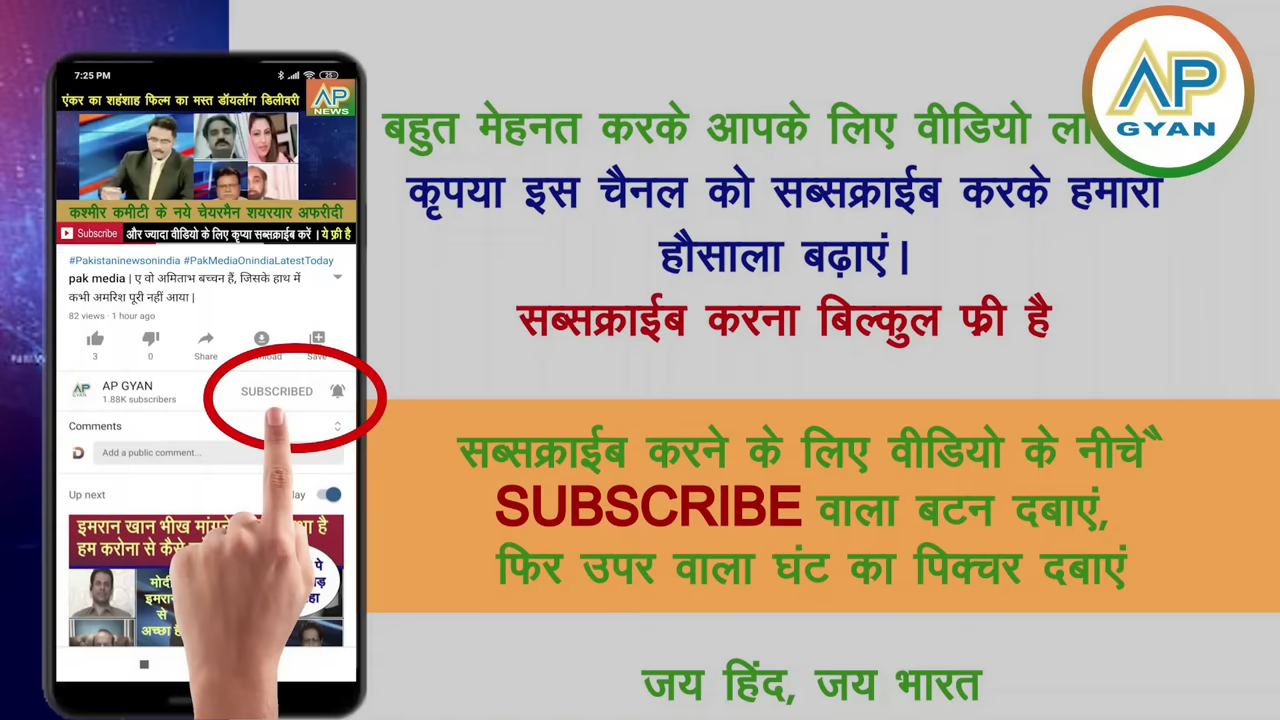 7:25 PM
25
एंकर का शहंशाह फिल्म का मस्त डॉयलॉग डिलीवरी
AP
NEWS
कश्मीर कमीटी के नये चेयरमैन शयरयार अफरीदी
Subscribe और ज्यादा वीडियो के लिए कृप्या सब्सक्राईब करें । ये फ्री है
#Pakistaninewsonindia #PakMediaOnindiaLatestToday
pak media | ए वो अमिताभ बच्चन हैं, जिसके हाथ में
कभी अमरिश पूरी नहीं आया |
82 views · 1 hour ago
3 0 Share Save
AP GYAN
1.88K subscribers
SUBSCRIBED
Comments
Add a public comment...
Up next
इमरान खान भीख मांगने है
हम करोना से कैसे
मोदी
इमरान
से
अच्छा है
AP
GYAN
बहुत मेहनत करके आपके लिए वीडियो
कृपया इस चैनल को सब्सक्राईब करके हमारा
हौसाला बढ़ाएं।
सब्सक्राईब करना बिल्कुल फ्री है
सब्सक्राईब करने के लिए वीडियो के नीचे
SUBSCRIBE वाला बटन दबाएं,
फिर उपर वाला घंट का पिक्चर दबाएं
जय हिंद, जय भारत